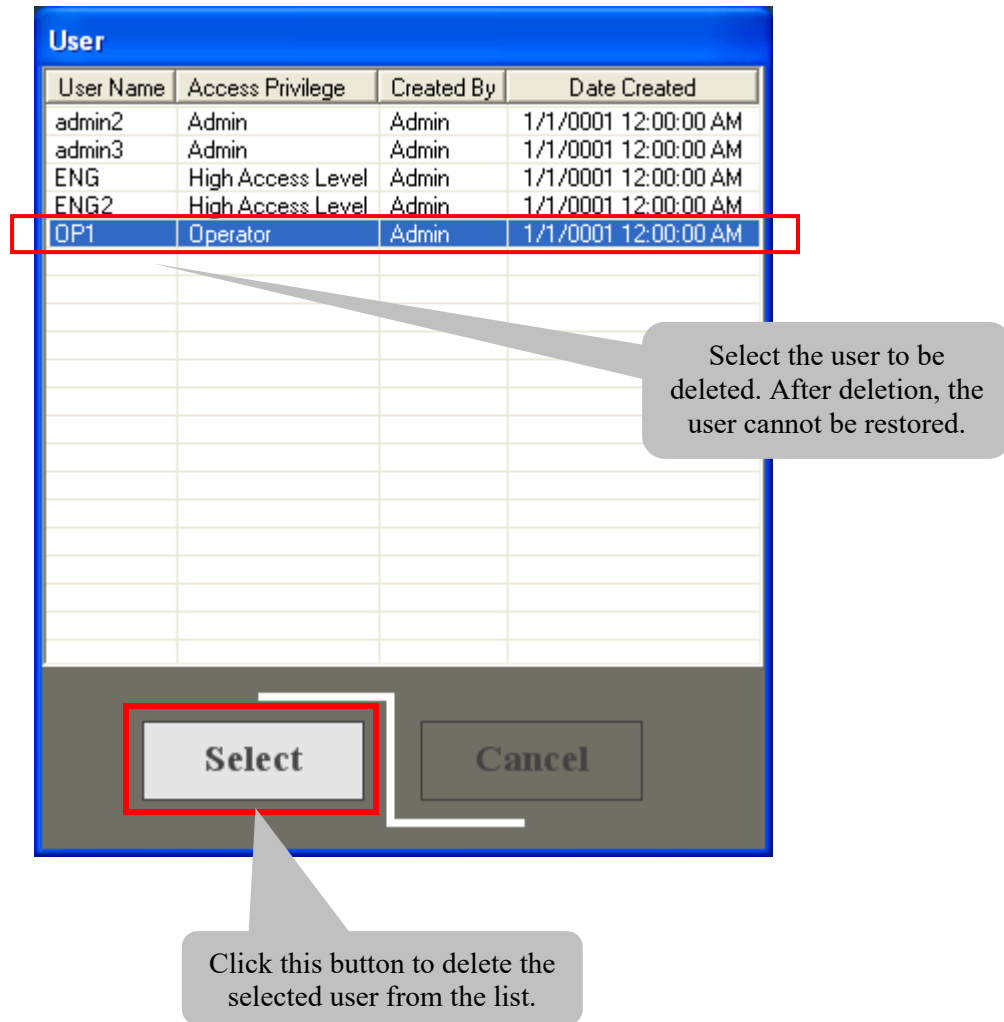 User
User Name Access Privilege Created By Date Created
admin2 Admin Admin 1/1/0001 12:00:00 AM
admin3 Admin Admin 1/1/0001 12:00:00 AM
ENG High Access Level Admin 1/1/0001 12:00:00 AM
ENG2 High Access Level Admin 1/1/0001 12:00:00 AM
OP1 Operator Admin 1/1/0001 12:00:00 AM
Select the user to be
deleted. After deletion, the
user cannot be restored.
Select Cancel
Click this button to delete the
selected user from the list.